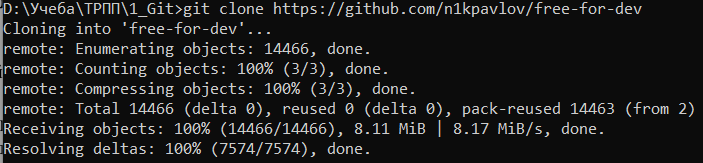 D:\Учеба\ТРПП\1_Git>git clone https://github.com/n1kpavlov/free-for-dev
Cloning into 'free-for-dev'...
remote: Enumerating objects: 14466, done.
remote: Counting objects: 100% (3/3), done.
remote: Compressing objects: 100% (3/3), done.
remote: Total 14466 (delta 0), reused 0 (delta 0), pack-reused 14463 (from 2)
Receiving objects: 100% (14466/14466), 8.11 MiB | 8.17 MiB/s, done.
Resolving deltas: 100% (7574/7574), done.